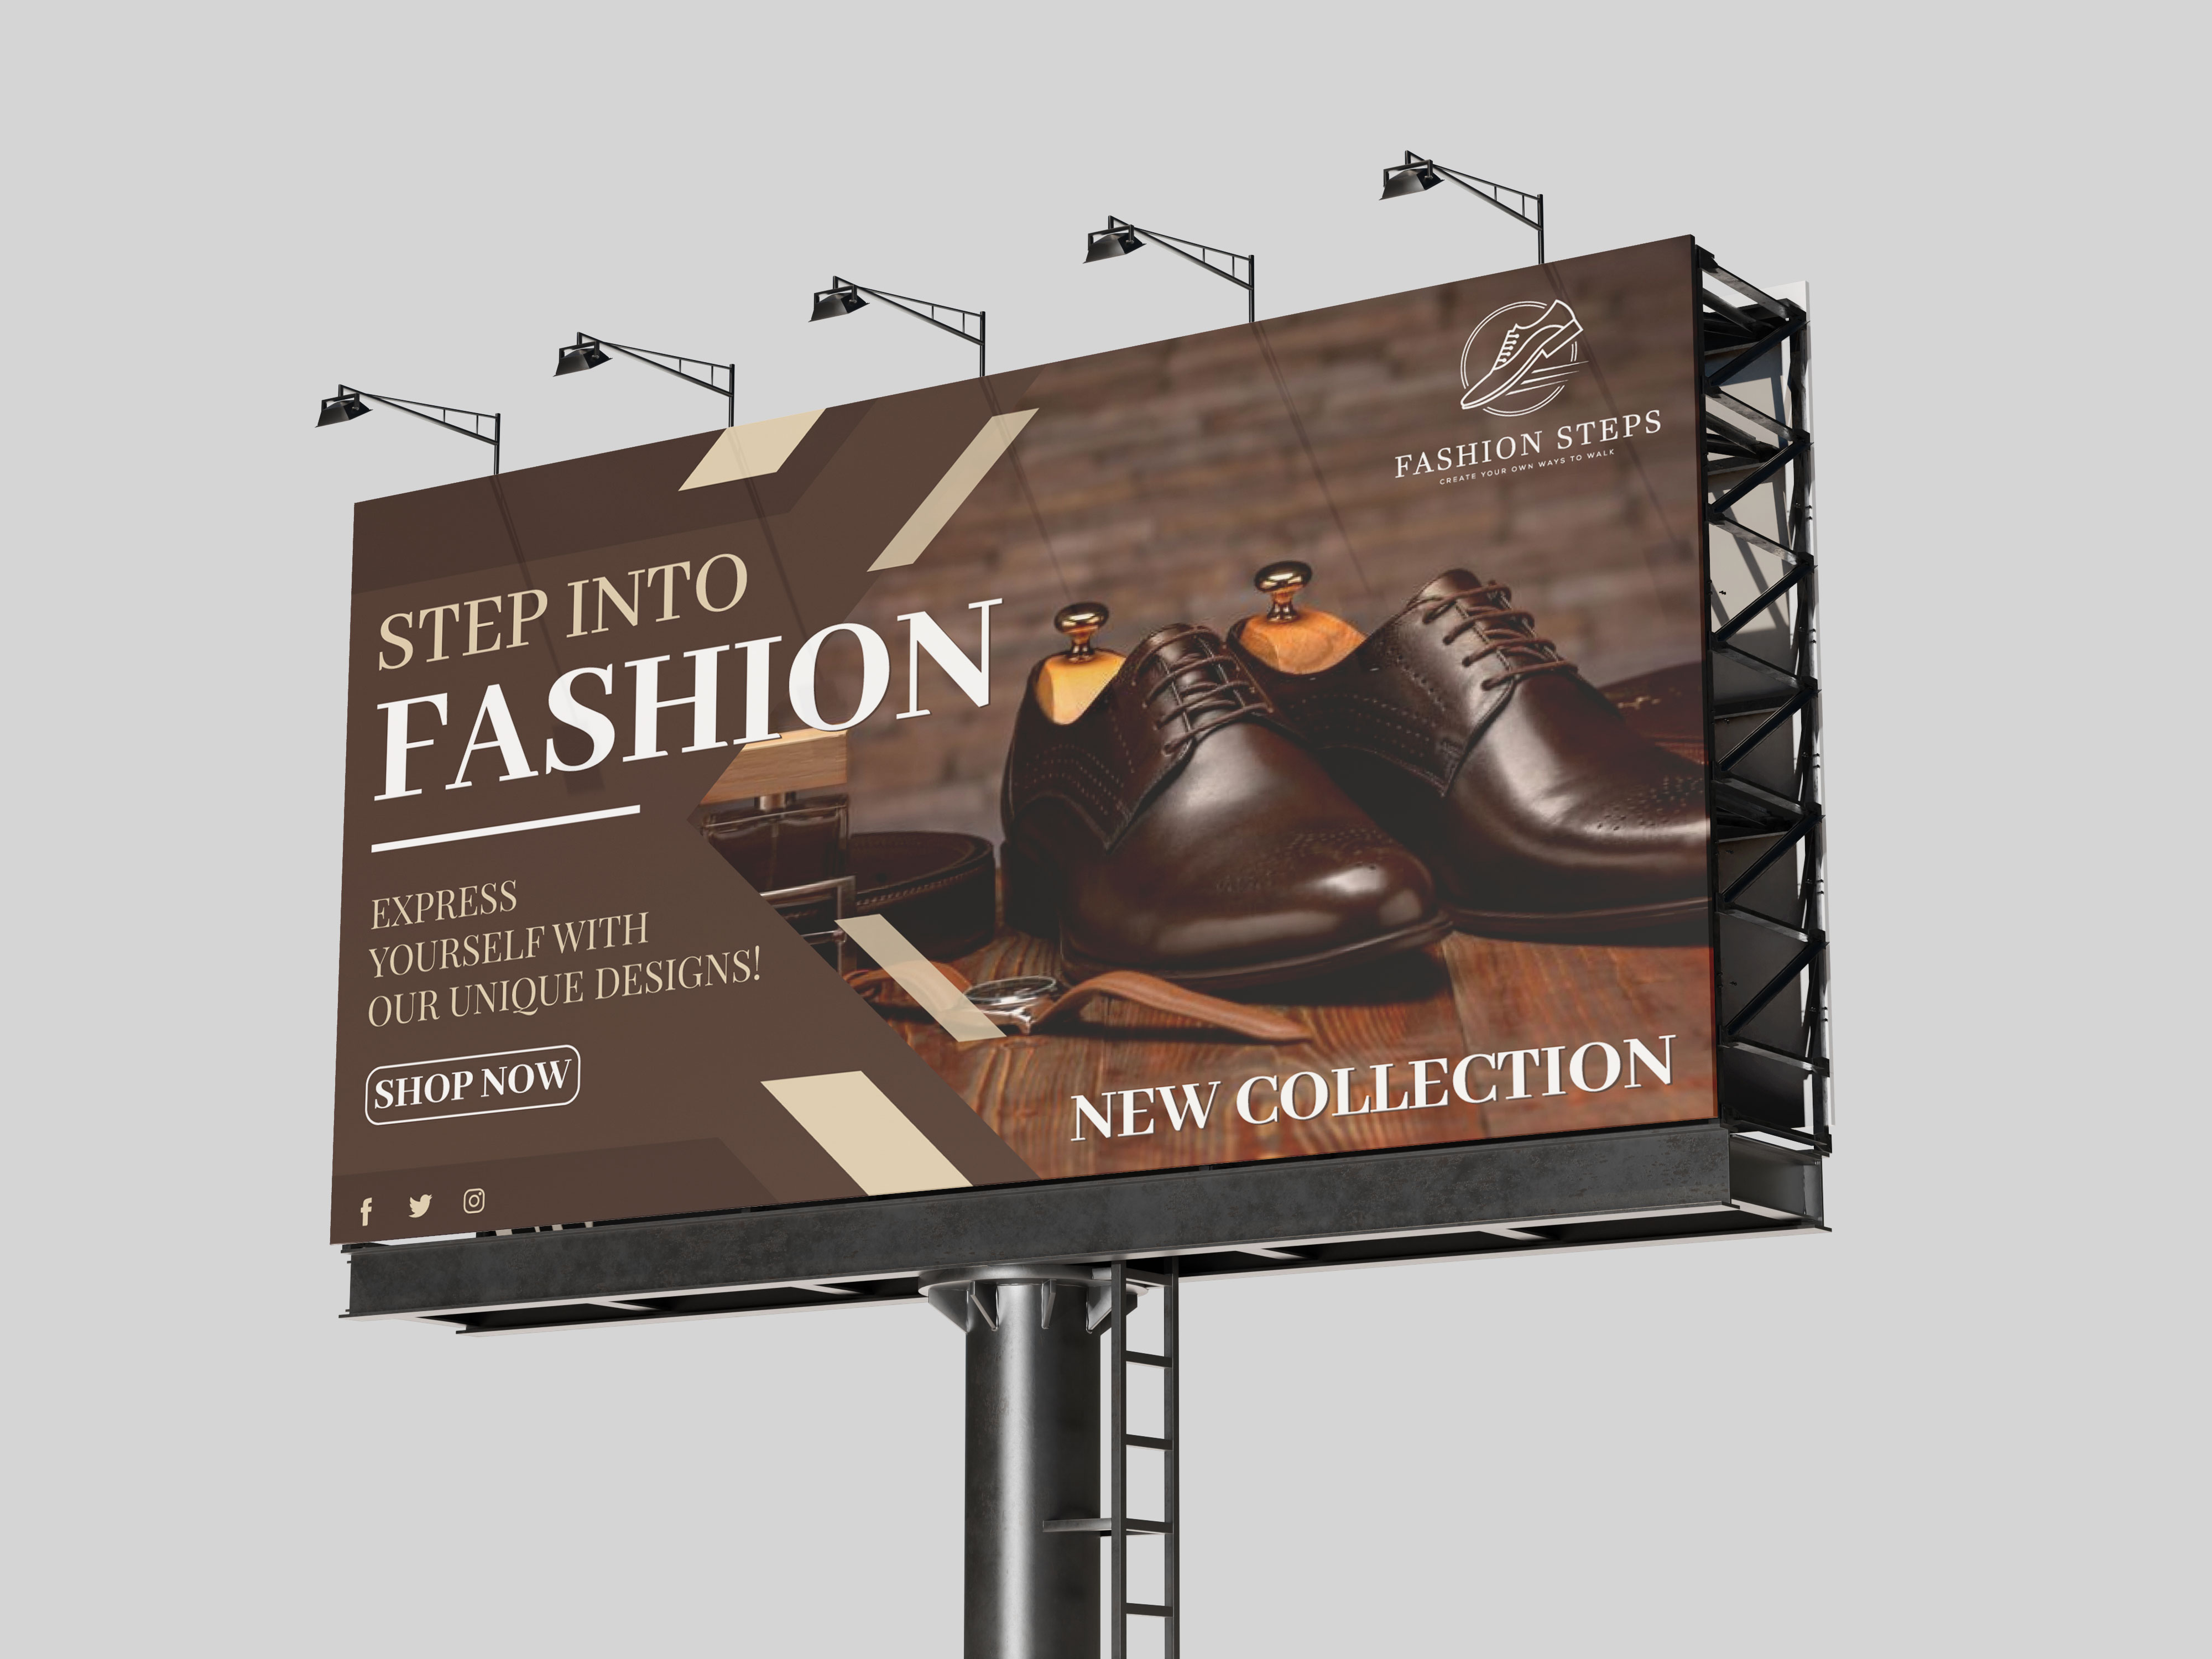 STEP INTO
FASHION
EXPRESS
YOURSELF WITH
OUR UNIQUE DESIGNS!
SHOP NOW
FASHION STEPS
CREATE YOUR OWN WAYS TO WALK
NEW COLLECTION